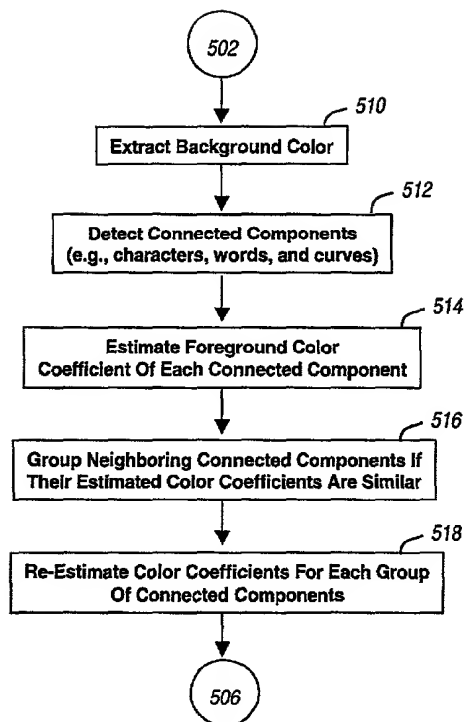 502
510
Extract Background Color
512
Detect Connected Components
(e.g., characters, words, and curves)
514
Estimate Foreground Color
Coefficient Of Each Connected Component
516
Group Neighboring Connected Components If
Their Estimated Color Coefficients Are Similar
518
Re-Estimate Color Coefficients For Each Group
Of Connected Components
506